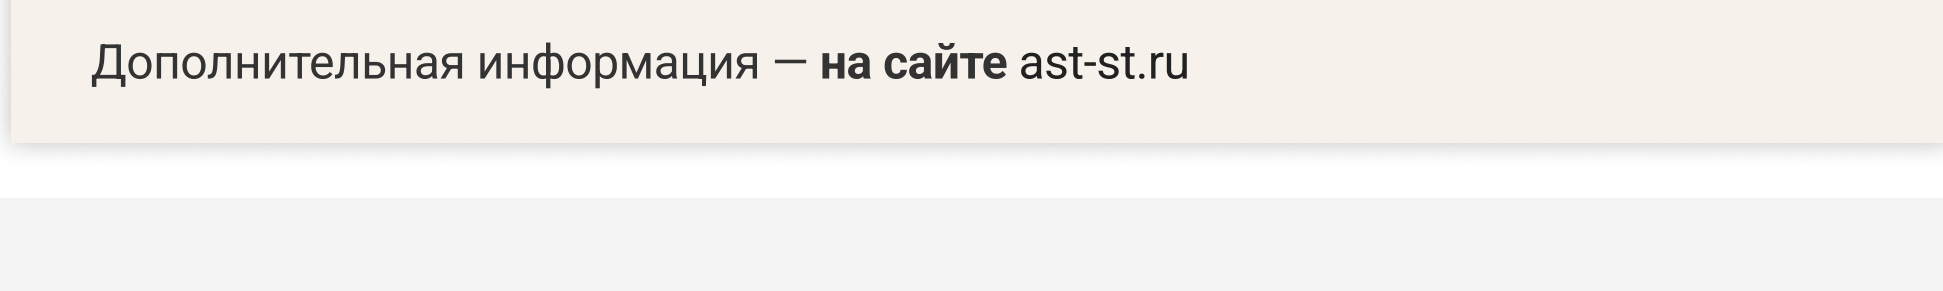 Дополнительная информация — на сайте ast-st.ru